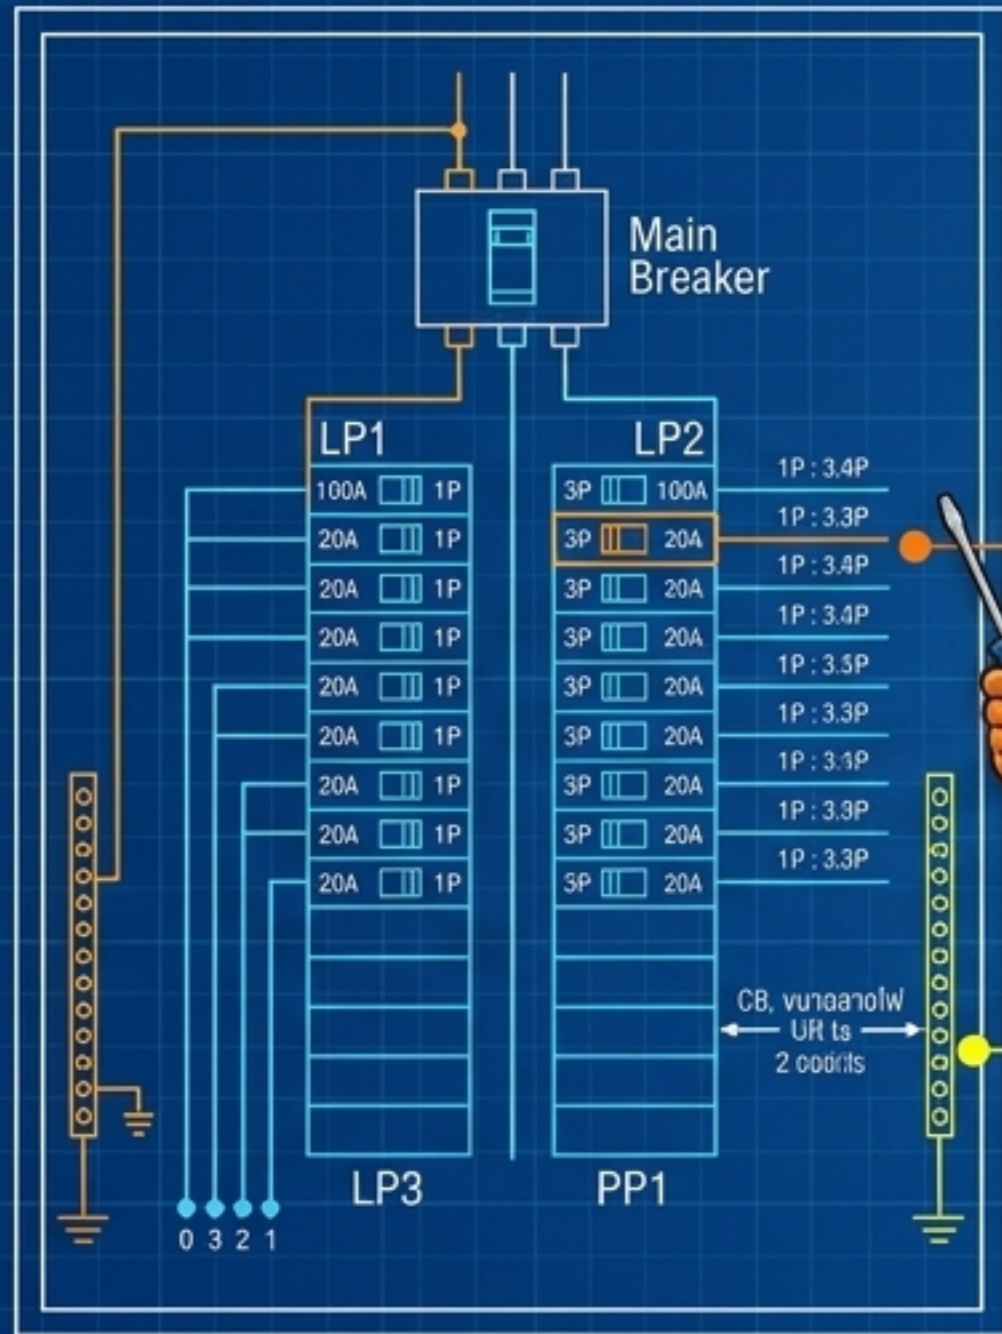 Main
Breaker
LP1
LP2
100A 1P
20A 1P
20A 1P
20A 1P
20A 1P
20A 1P
20A 1P
20A 1P
20A 1P
3P 100A
3P 20A
3P 20A
3P 20A
3P 20A
3P 20A
3P 20A
3P 20A
3P 20A
1P : 3.4P
1P : 3.3P
1P : 3.4P
1P : 3.4P
1P : 3.5P
1P : 3.3P
1P :
1P : 3.3P
1P : 3.3P
CB,
2
LP3
PP1
0 3 2 1